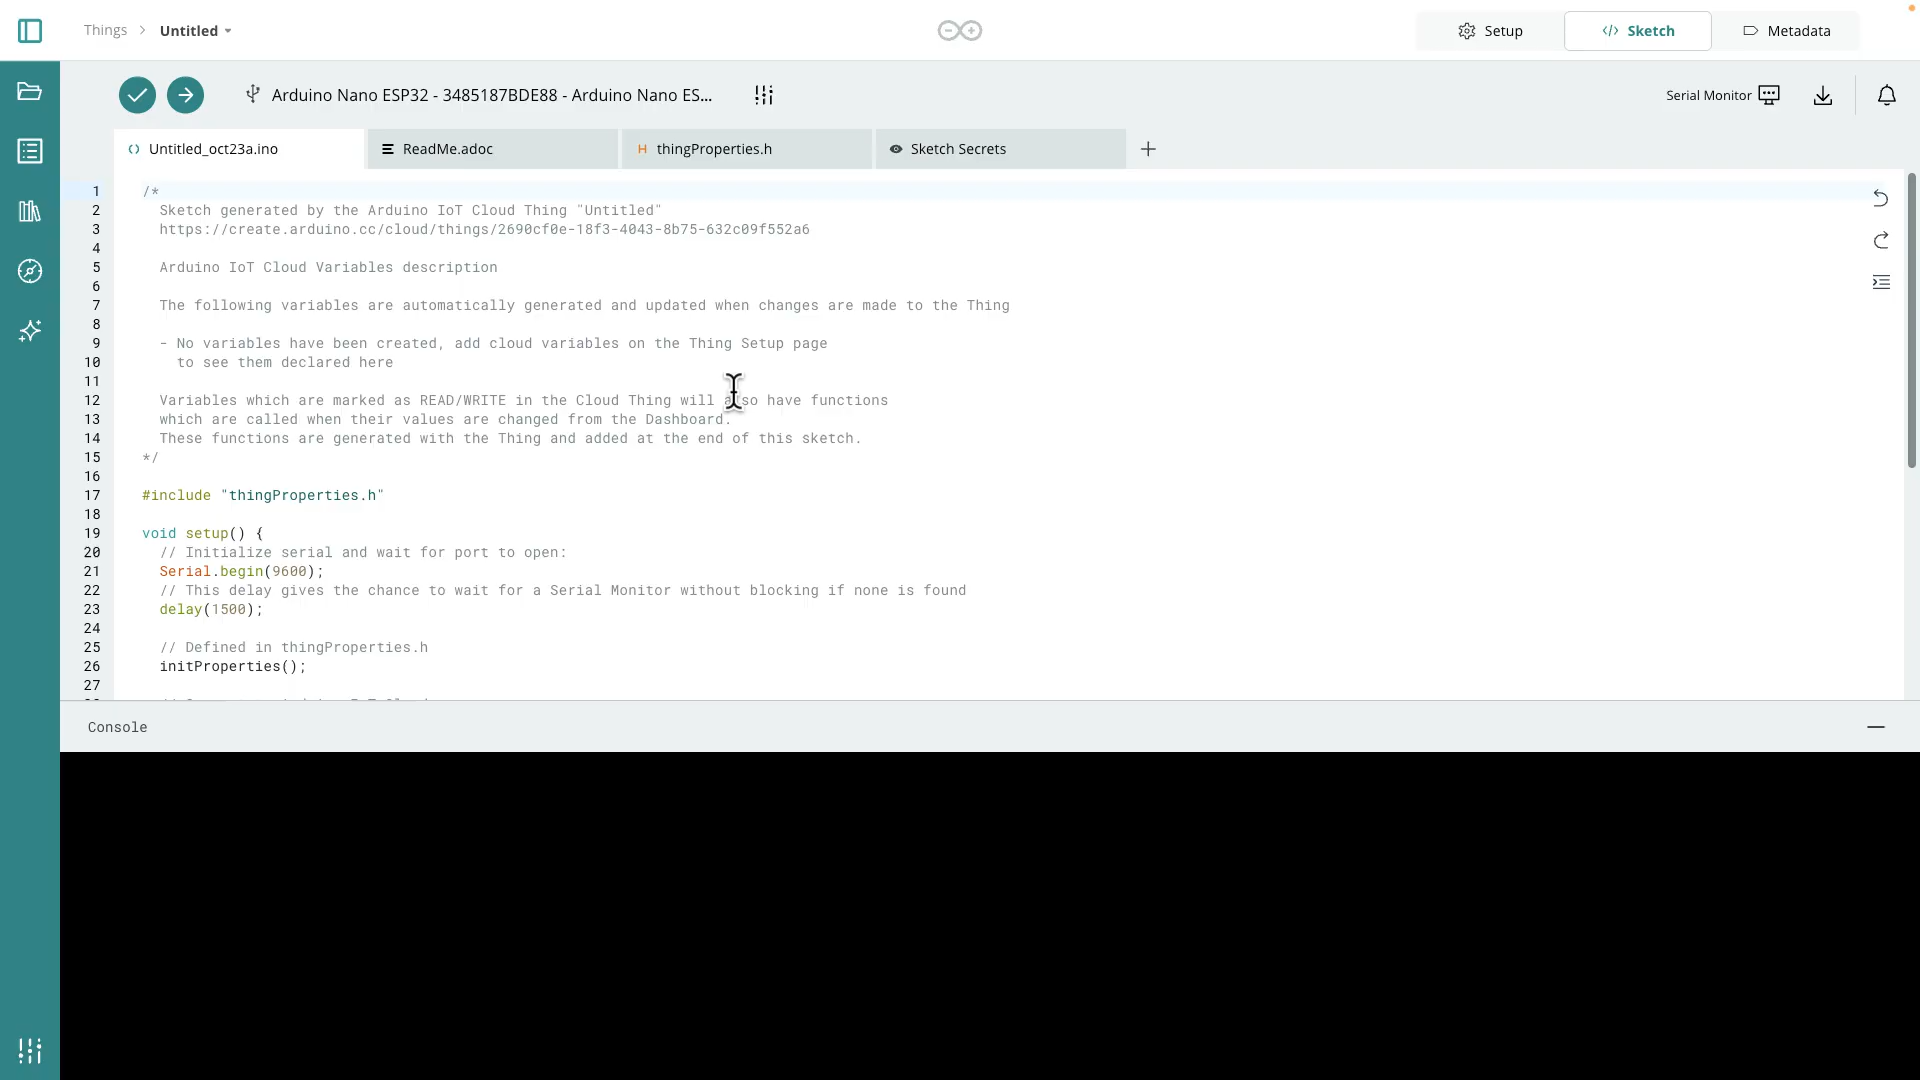 Things > Untitled
Setup
Sketch
Metadata
Arduino Nano ESP32 - 3485187BDE88 - Arduino Nano ES...
Serial Monitor
Untitled_oct23a.ino
ReadMe.adoc
H thingProperties.h
Sketch Secrets
1 /*
2 Sketch generated by the Arduino IoT Cloud Thing "Untitled"
3 https://create.arduino.cc/cloud/things/2690cf0e-18f3-4043-8b75-632c09f552a6
4
5 Arduino IoT Cloud Variables description
6
7 The following variables are automatically generated and updated when changes are made to the Thing
8
9 - No variables have been created, add cloud variables on the Thing Setup page
10 to see them declared here
11
12 Variables which are marked as READ/WRITE in the Cloud Thing will also have functions
13 which are called when their values are changed from the Dashboard.
14 These functions are generated with the Thing and added at the end of this sketch.
15 */
16
17 #include "thingProperties.h"
18
19 void setup() {
20 // Initialize serial and wait for port to open:
21 Serial.begin(9600);
22 // This delay gives the chance to wait for a Serial Monitor without blocking if none is found
23 delay(1500);
24
25 // Defined in thingProperties.h
26 initProperties();
27
Console